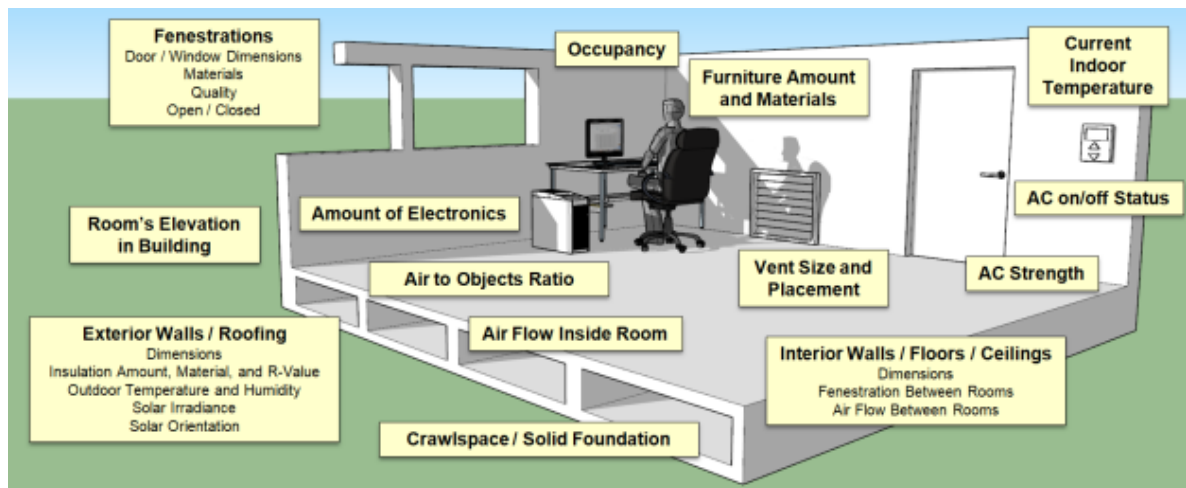 Fenestrations
Door / Window Dimensions
Materials
Quality
Open / Closed
Occupancy
Furniture Amount
and Materials
Current
Indoor
Temperature
Room's Elevation
in Building
Amount of Electronics
AC on/off Status
Air to Objects Ratio
Vent Size and
Placement
AC Strength
Exterior Walls / Roofing
Dimensions
Insulation Amount, Material, and R-Value
Outdoor Temperature and Humidity
Solar Irradiance
Solar Orientation
Air Flow Inside Room
Interior Walls / Floors / Ceilings
Dimensions
Fenestration Between Rooms
Air Flow Between Rooms
Crawlspace / Solid Foundation